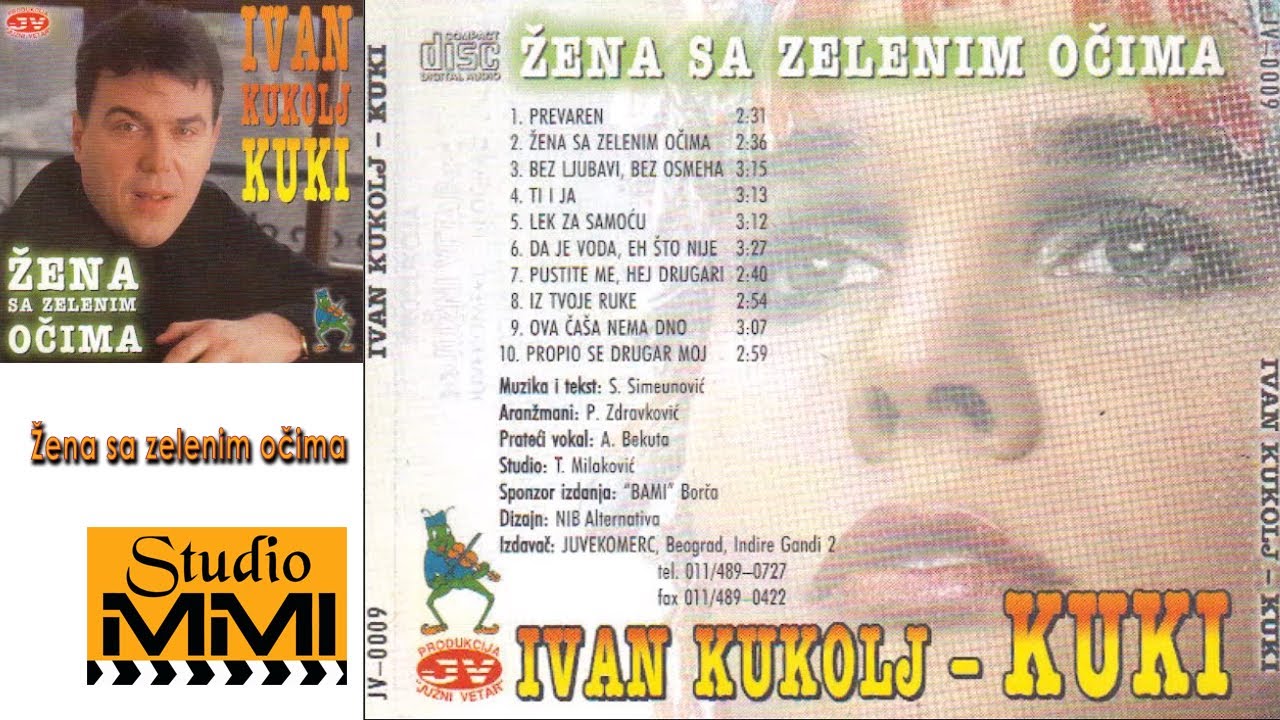 JV
IVAN
KUKOLJ
KUKI
ŽENA
SA ZELENIM
OČIMA
Žena sa zelenim očima
Studio
MMI
IVAN KUKOLJ – KUKI
JV–0009
COMPACT
disc
DIGITAL AUDIO
ŽENA SA ZELENIM OČIMA
1. PREVAREN 2:31
2. ŽENA SA ZELENIM OČIMA 2:36
3. BEZ LJUBAVI, BEZ OSMEHA 3:15
4. TI I JA 3:13
5. LEK ZA SAMOĆU 3:12
6. DA JE VODA, EH ŠTO NIJE 3:27
7. PUSTITE ME, HEJ DRUGARI 2:40
8. IZ TVOJE RUKE 2:54
9. OVA ČAŠA NEMA DNO 3:07
10. PROPIO SE DRUGAR MOJ 2:59
Muzika i tekst: S. Simeunović
Aranžmani: P. Zdravković
Prateći vokal: A. Bekuta
Studio: T. Milaković
Sponzor izdanja: "BAMI" Borča
Dizajn: NIB Alternativa
Izdavač: JUVEKOMERC, Beograd, Indire Gandi 2
tel. 011/489–0727
fax 011/489–0422
PRODUKCIJA
JV
JUŽNI VETAR
IVAN KUKOLJ – KUKI
JV–0009
IVAN KUKOLJ – KUKI